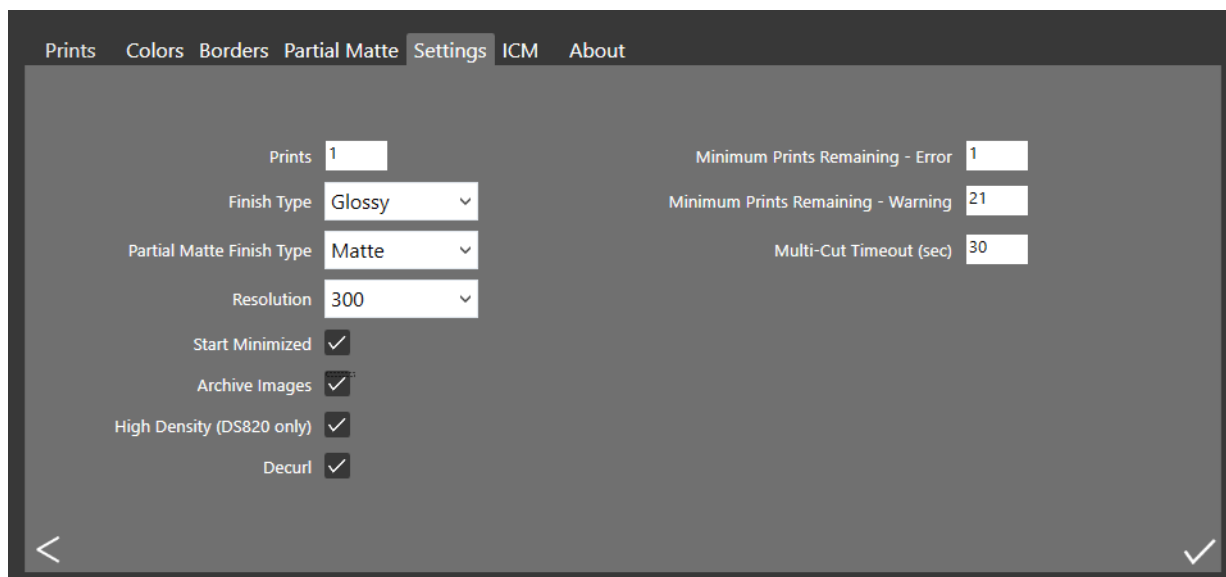 Prints Colors Borders Partial Matte Settings ICM About
Prints 1
Finish Type Glossy
Partial Matte Finish Type Matte
Resolution 300
Start Minimized
Archive Images
High Density (DS820 only)
Decurl
Minimum Prints Remaining - Error 1
Minimum Prints Remaining - Warning 21
Multi-Cut Timeout (sec) 30